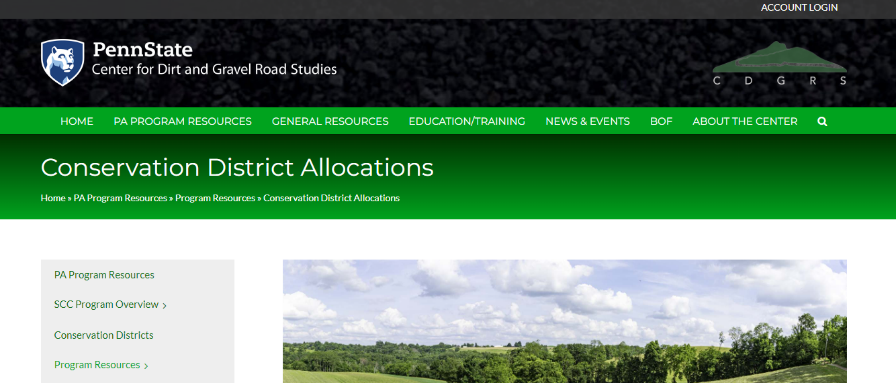 ACCOUNT LOGIN
PennState
Center for Dirt and Gravel Road Studies
C D G R S
HOME PA PROGRAM RESOURCES GENERAL RESOURCES EDUCATION/TRAINING NEWS & EVENTS BOF ABOUT THE CENTER
Conservation District Allocations
Home » PA Program Resources » Program Resources » Conservation District Allocations
PA Program Resources
SCC Program Overview >
Conservation Districts
Program Resources >